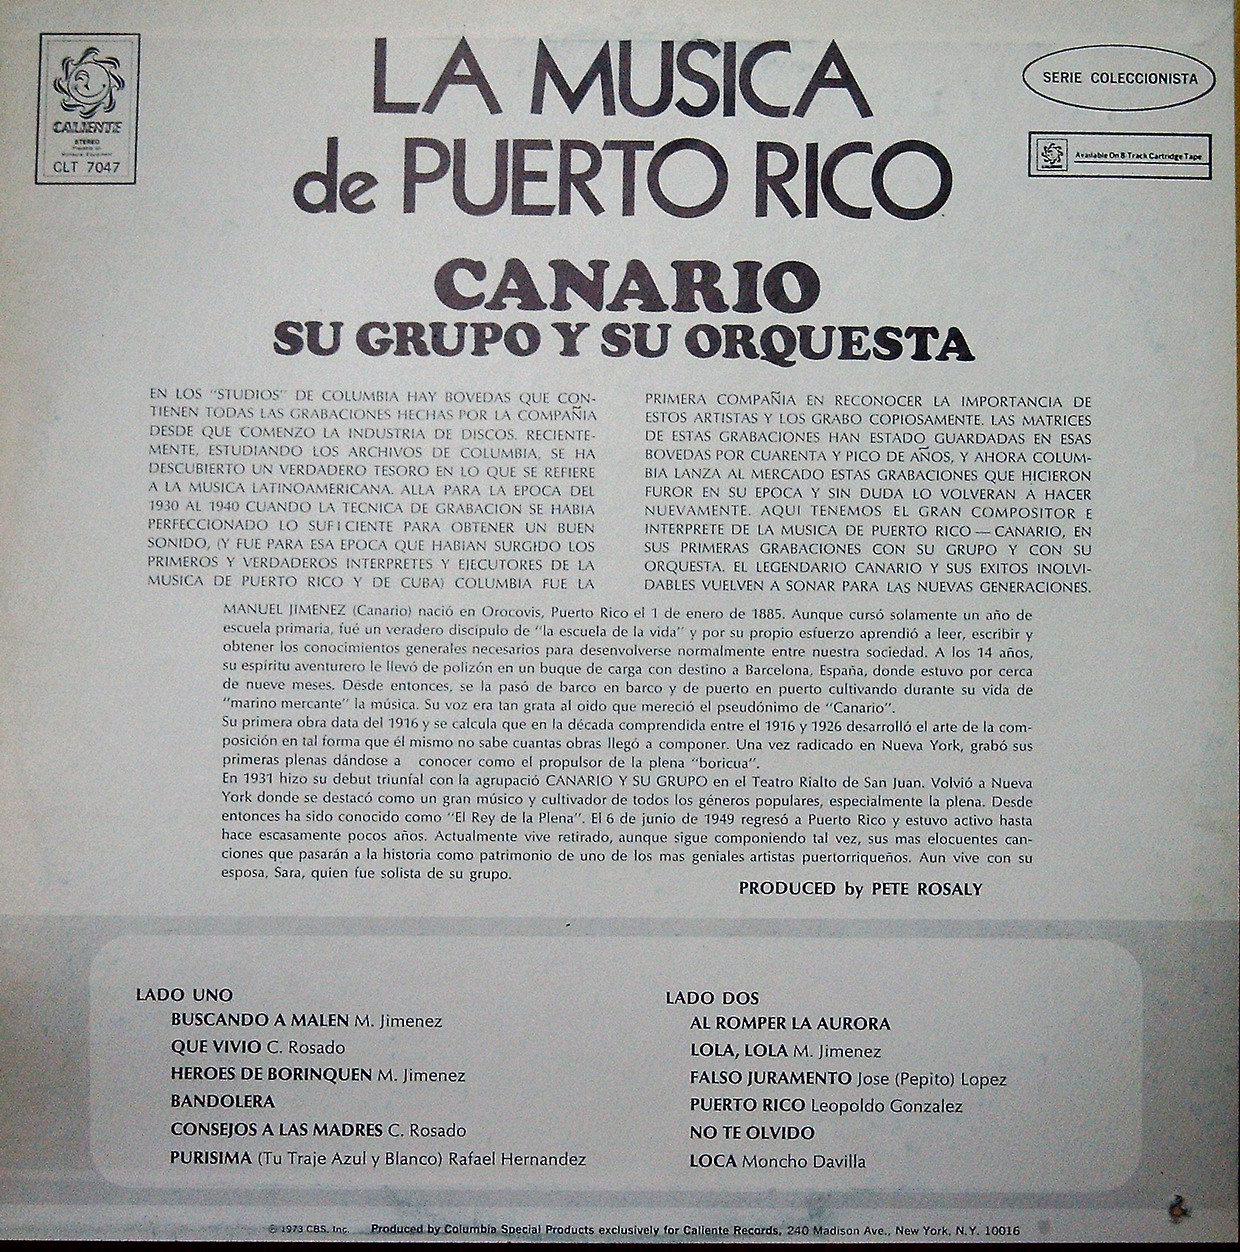 CALIENTE
STEREO
CLT 7047
LA MUSICA
de PUERTO RICO
SERIE COLECCIONISTA
Available On 8 Track Cartridge Tape
CANARIO
SU GRUPO Y SU ORQUESTA
EN LOS "STUDIOS" DE COLUMBIA HAY BOVEDAS QUE CON-
TIENEN TODAS LAS GRABACIONES HECHAS POR LA COMPAÑIA
DESDE QUE COMENZO LA INDUSTRIA DE DISCOS. RECIENTE-
MENTE, ESTUDIANDO LOS ARCHIVOS DE COLUMBIA, SE HA
DESCUBIERTO UN VERDADERO TESORO EN LO QUE SE REFIERE
A LA MUSICA LATINOAMERICANA. ALLA PARA LA EPOCA DEL
1930 AL 1940 CUANDO LA TECNICA DE GRABACION SE HABIA
PERFECCIONADO LO SUFICIENTE PARA OBTENER UN BUEN
SONIDO, (Y FUE PARA ESA EPOCA QUE HABIAN SURGIDO LOS
PRIMEROS Y VERDADEROS INTERPRETES Y EJECUTORES DE LA
MUSICA DE PUERTO RICO Y DE CUBA) COLUMBIA FUE LA
PRIMERA COMPAÑIA EN RECONOCER LA IMPORTANCIA DE
ESTOS ARTISTAS Y LOS GRABO COPIOSAMENTE. LAS MATRICES
DE ESTAS GRABACIONES HAN ESTADO GUARDADAS EN ESAS
BOVEDAS POR CUARENTA Y PICO DE AÑOS, Y AHORA COLUM-
BIA LANZA AL MERCADO ESTAS GRABACIONES QUE HICIERON
FUROR EN SU EPOCA Y SIN DUDA LO VOLVERAN A HACER
NUEVAMENTE. AQUI TENEMOS EL GRAN COMPOSITOR E
INTERPRETE DE LA MUSICA DE PUERTO RICO — CANARIO, EN
SUS PRIMERAS GRABACIONES CON SU GRUPO Y CON SU
ORQUESTA. EL LEGENDARIO CANARIO Y SUS EXITOS INOLVI-
DABLES VUELVEN A SONAR PARA LAS NUEVAS GENERACIONES.
MANUEL JIMENEZ (Canario) nació en Orocovis, Puerto Rico el 1 de enero de 1885. Aunque cursó solamente un año de
escuela primaria, fué un veradero discipulo de "la escuela de la vida" y por su propio esfuerzo aprendió a leer, escribir y
obtener los conocimientos generales necesarios para desenvolverse normalmente entre nuestra sociedad. A los 14 años,
su espíritu aventurero le llevó de polizón en un buque de carga con destino a Barcelona, España, donde estuvo por cerca
de nueve meses. Desde entonces, se la pasó de barco en barco y de puerto en puerto cultivando durante su vida de
"marino mercante" la música. Su voz era tan grata al oido que mereció el pseudónimo de "Canario".
Su primera obra data del 1916 y se calcula que en la década comprendida entre el 1916 y 1926 desarrolló el arte de la com-
posición en tal forma que él mismo no sabe cuantas obras llegó a componer. Una vez radicado en Nueva York, grabó sus
primeras plenas dándose a conocer como el propulsor de la plena "boricua".
En 1931 hizo su debut triunfal con la agrupació CANARIO Y SU GRUPO en el Teatro Rialto de San Juan. Volvió a Nueva
York donde se destacó como un gran músico y cultivador de todos los géneros populares, especialmente la plena. Desde
entonces ha sido conocido como "El Rey de la Plena". El 6 de junio de 1949 regresó a Puerto Rico y estuvo activo hasta
hace escasamente pocos años. Actualmente vive retirado, aunque sigue componiendo tal vez, sus mas elocuentes can-
ciones que pasarán a la historia como patrimonio de uno de los mas geniales artistas puertorriqueños. Aun vive con su
esposa, Sara, quien fue solista de su grupo.
PRODUCED by PETE ROSALY
LADO UNO
BUSCANDO A MALEN M. Jimenez
QUE VIVIO C. Rosado
HEROES DE BORINQUEN M. Jimenez
BANDOLERA
CONSEJOS A LAS MADRES C. Rosado
PURISIMA (Tu Traje Azul y Blanco) Rafael Hernandez
LADO DOS
AL ROMPER LA AURORA
LOLA, LOLA M. Jimenez
FALSO JURAMENTO Jose (Pepito) Lopez
PUERTO RICO Leopoldo Gonzalez
NO TE OLVIDO
LOCA Moncho Davilla
℗ 1973 CBS, Inc. Produced by Columbia Special Products exclusively for Caliente Records, 240 Madison Ave., New York, N.Y. 10016